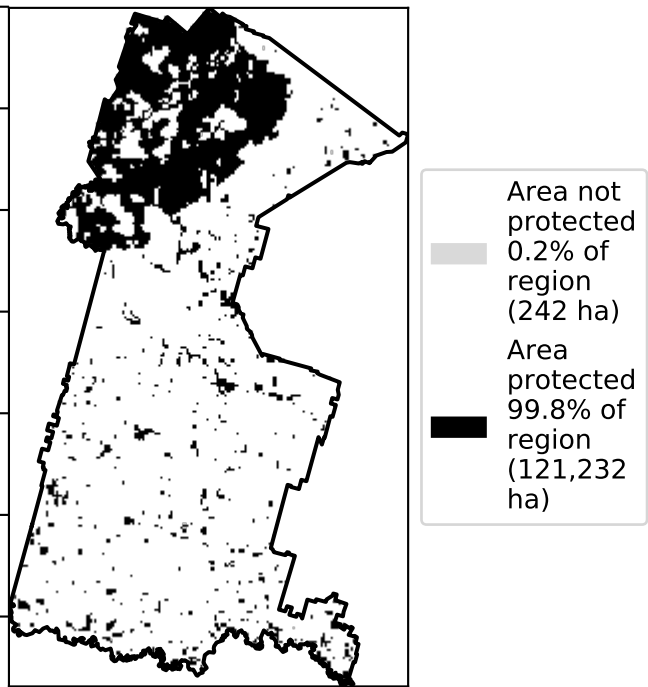 Area not
protected
0.2% of
region
(242 ha)
Area
protected
99.8% of
region
(121,232
ha)